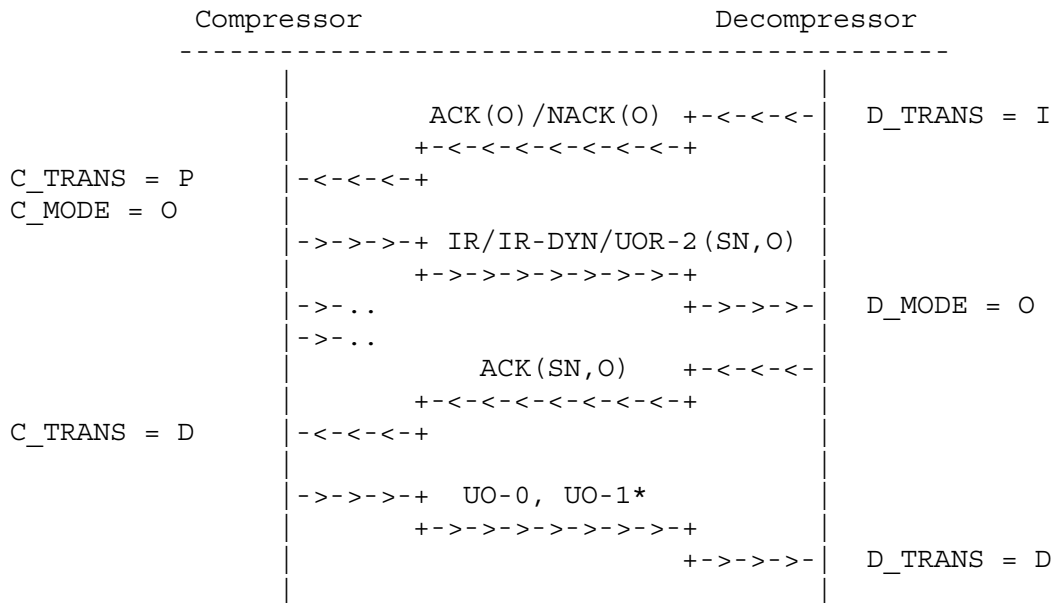 Compressor                     Decompressor
----------------------------------------------
|                               |
|        ACK(O)/NACK(O) +-<-<-<-|  D_TRANS = I
|       +-<-<-<-<-<-<-<-+       |
C_TRANS = P     |-<-<-<-+                       |
C_MODE = O      |                               |
|->->->-+ IR/IR-DYN/UOR-2(SN,O) |
|       +->->->->->->->-+       |
|->-..                  +->->->-|  D_MODE = O
|->-..                          |
|           ACK(SN,O)   +-<-<-<-|
|       +-<-<-<-<-<-<-<-+       |
C_TRANS = D     |-<-<-<-+                       |
|                               |
|->->->-+  UO-0, UO-1*          |
|       +->->->->->->->-+       |
|                       +->->->-|  D_TRANS = D
|                               |